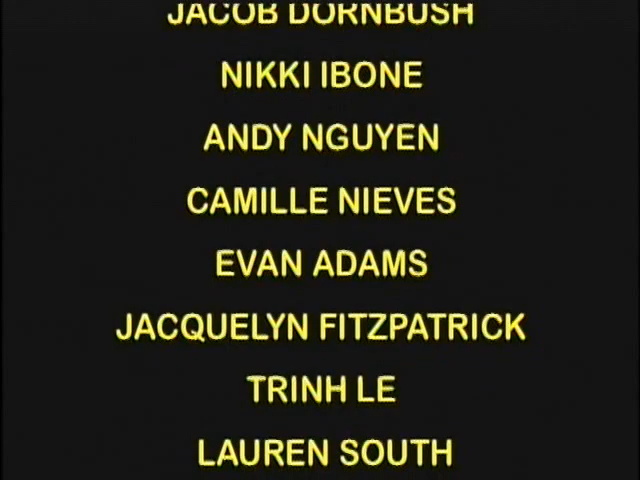 JACOB DORNBUSH
NIKKI IBONE
ANDY NGUYEN
CAMILLE NIEVES
EVAN ADAMS
JACQUELYN FITZPATRICK
TRINH LE
LAUREN SOUTH